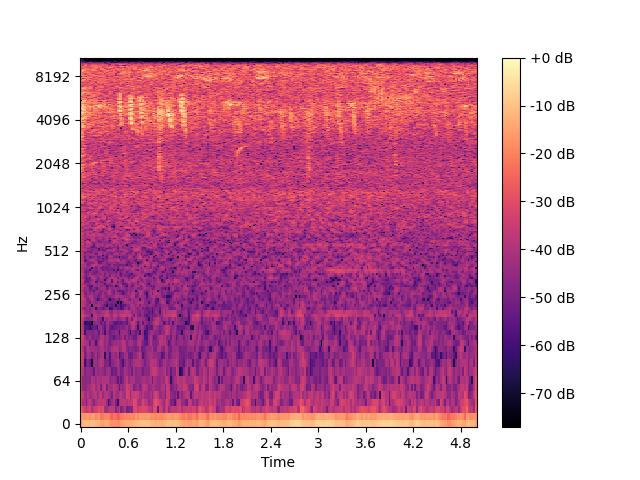 8192
4096
2048
1024
512
256
128
64
0
Hz
0 0.6 1.2 1.8 2.4 3 3.6 4.2 4.8
Time
+0 dB
-10 dB
-20 dB
-30 dB
-40 dB
-50 dB
-60 dB
-70 dB